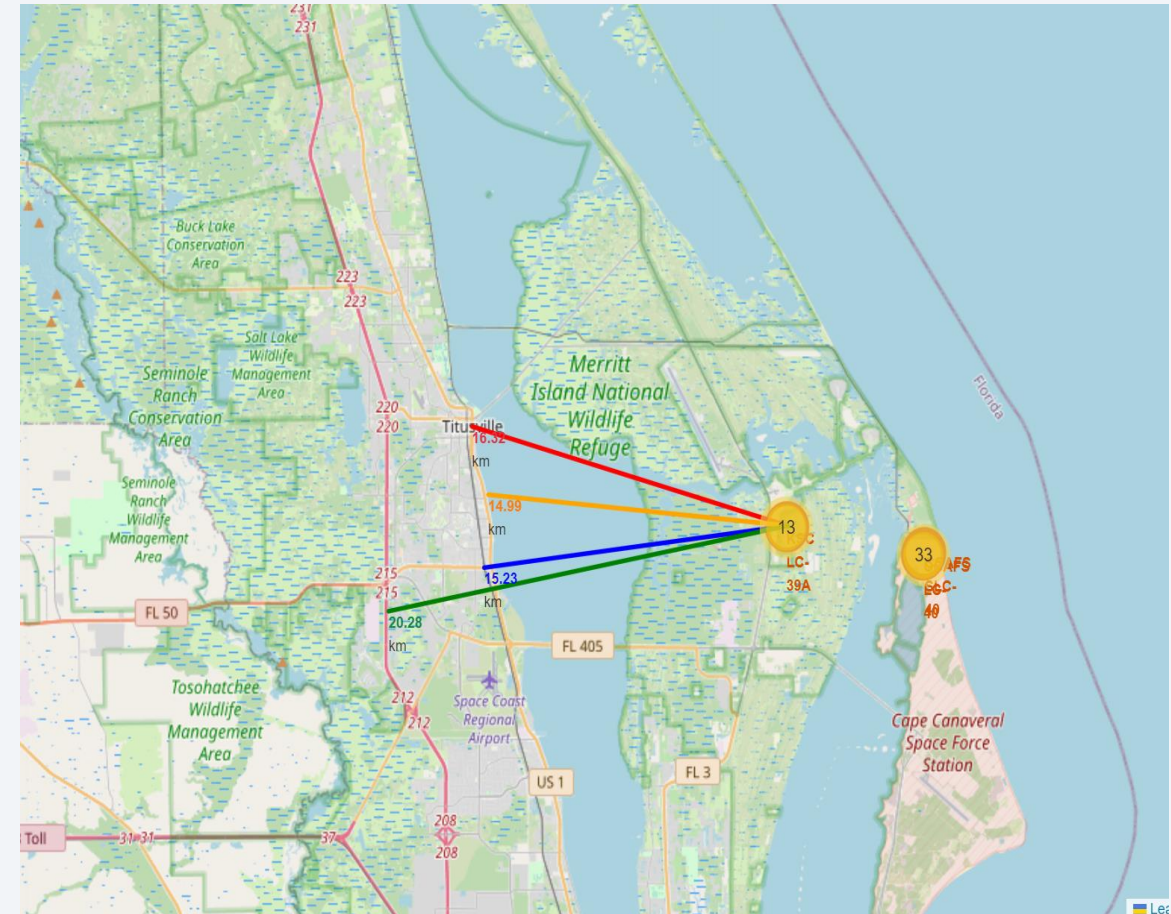 231
231
Buck Lake
Conservation
Area
223
223
Salt Lake
Wildlife
Management
Area
Seminole
Ranch
Conservation
Area
Merritt
Island National
Wildlife
Refuge
Florida
220
220
Titusville
16.32
km
Seminole
Ranch
Wildlife
Management
Area
14.99
km
13
LC-
39A
33
40
215
215
15.23
km
FL 50
20.28
km
FL 405
Tosohatchee
Wildlife
Management
Area
212
212
Space Coast
Regional
Airport
Cape Canaveral
Space Force
Station
US 1
FL 3
208
208
Toll
31
31
37